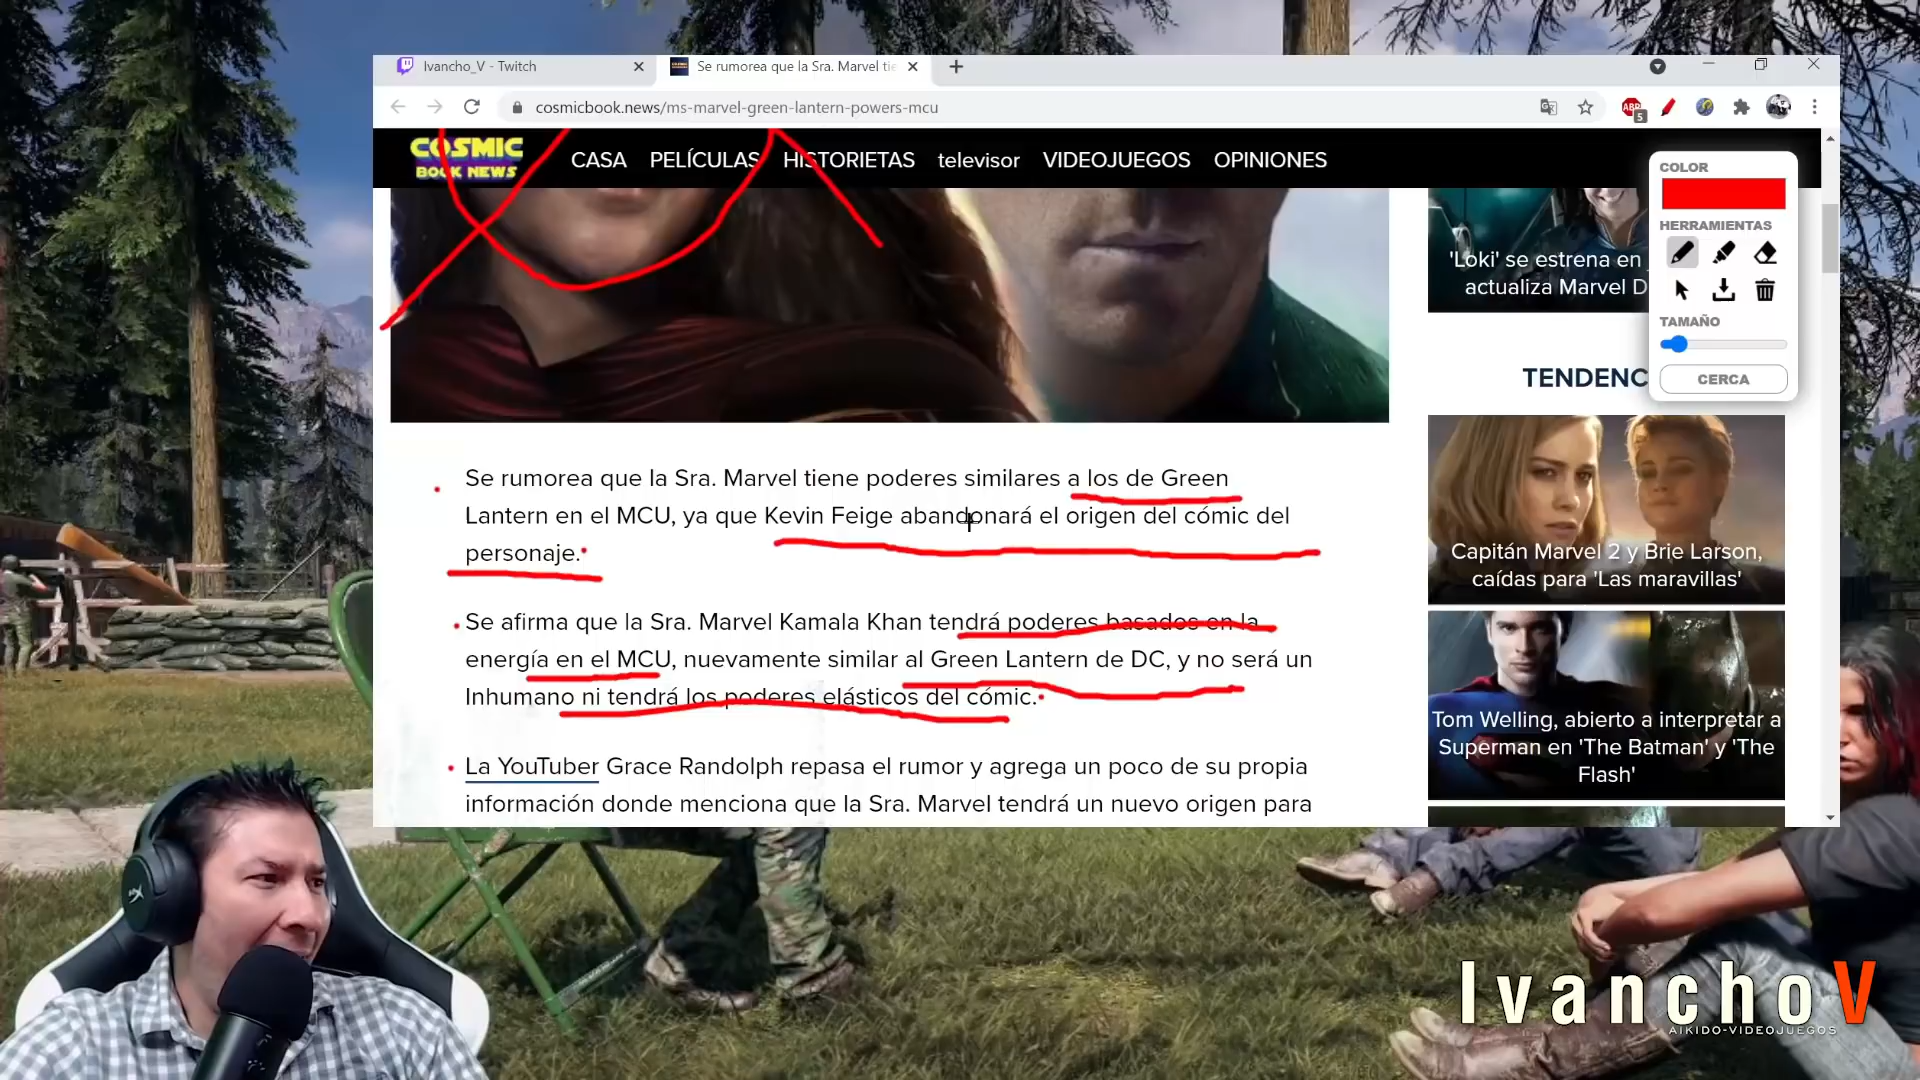 Ivancho_V - Twitch
Se rumorea que la Sra. Marvel tie
cosmicbook.news/ms-marvel-green-lantern-powers-mcu
ABP
5
COSMIC
BOOK NEWS
CASA PELÍCULAS HISTORIETAS televisor VIDEOJUEGOS OPINIONES
COLOR
HERRAMIENTAS
TAMAÑO
CERCA
'Loki' se estrena en
actualiza Marvel D
TENDENC
Capitán Marvel 2 y Brie Larson,
caídas para 'Las maravillas'
Tom Welling, abierto a interpretar a
Superman en 'The Batman' y 'The
Flash'
Se rumorea que la Sra. Marvel tiene poderes similares a los de Green
Lantern en el MCU, ya que Kevin Feige abandonará el origen del cómic del
personaje.
Se afirma que la Sra. Marvel Kamala Khan tendrá poderes basados en la
energía en el MCU, nuevamente similar al Green Lantern de DC, y no será un
Inhumano ni tendrá los poderes elásticos del cómic.
La YouTuber Grace Randolph repasa el rumor y agrega un poco de su propia
información donde menciona que la Sra. Marvel tendrá un nuevo origen para
IvanchoV
AIKIDO-VIDEOJUEGOS